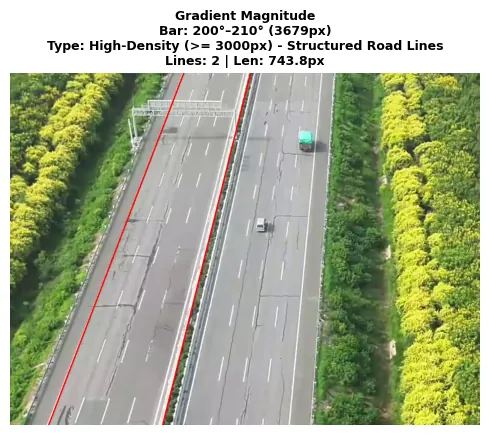 Gradient Magnitude
Bar: 200°–210° (3679px)
Type: High-Density (>= 3000px) - Structured Road Lines
Lines: 2 | Len: 743.8px